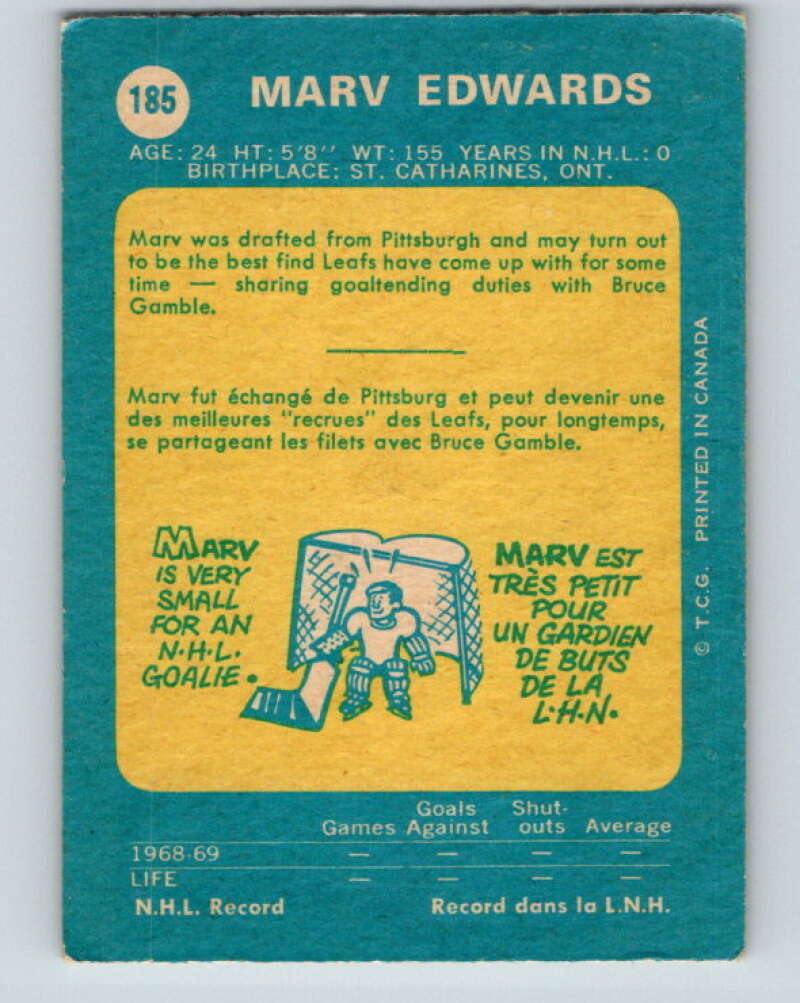 185
MARV EDWARDS
AGE: 24 HT: 5'8'' WT: 155 YEARS IN N.H.L.: 0
BIRTHPLACE: ST. CATHARINES, ONT.
Marv was drafted from Pittsburgh and may turn out
to be the best find Leafs have come up with for some
time — sharing goaltending duties with Bruce
Gamble.
Marv fut échangé de Pittsburg et peut devenir une
des meilleures "recrues" des Leafs, pour longtemps,
se partageant les filets avec Bruce Gamble.
MARV
IS VERY
SMALL
FOR AN
N·H·L·
GOALIE.
MARV EST
TRÈS PETIT
POUR
UN GARDIEN
DE BUTS
DE LA
L·H·N·
© T.C.G. PRINTED IN CANADA
Goals Shut-
Games Against outs Average
1968-69 — — — —
LIFE — — — —
N.H.L. Record Record dans la L.N.H.